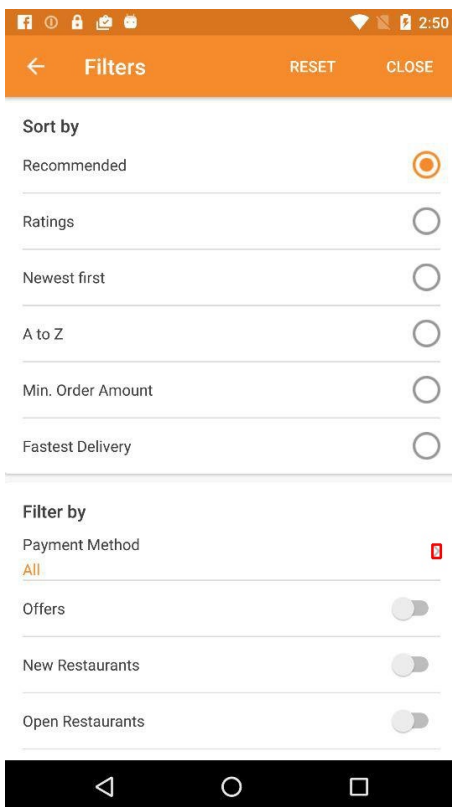 2:50
Filters RESET CLOSE
Sort by
Recommended
Ratings
Newest first
A to Z
Min. Order Amount
Fastest Delivery
Filter by
Payment Method
All
Offers
New Restaurants
Open Restaurants